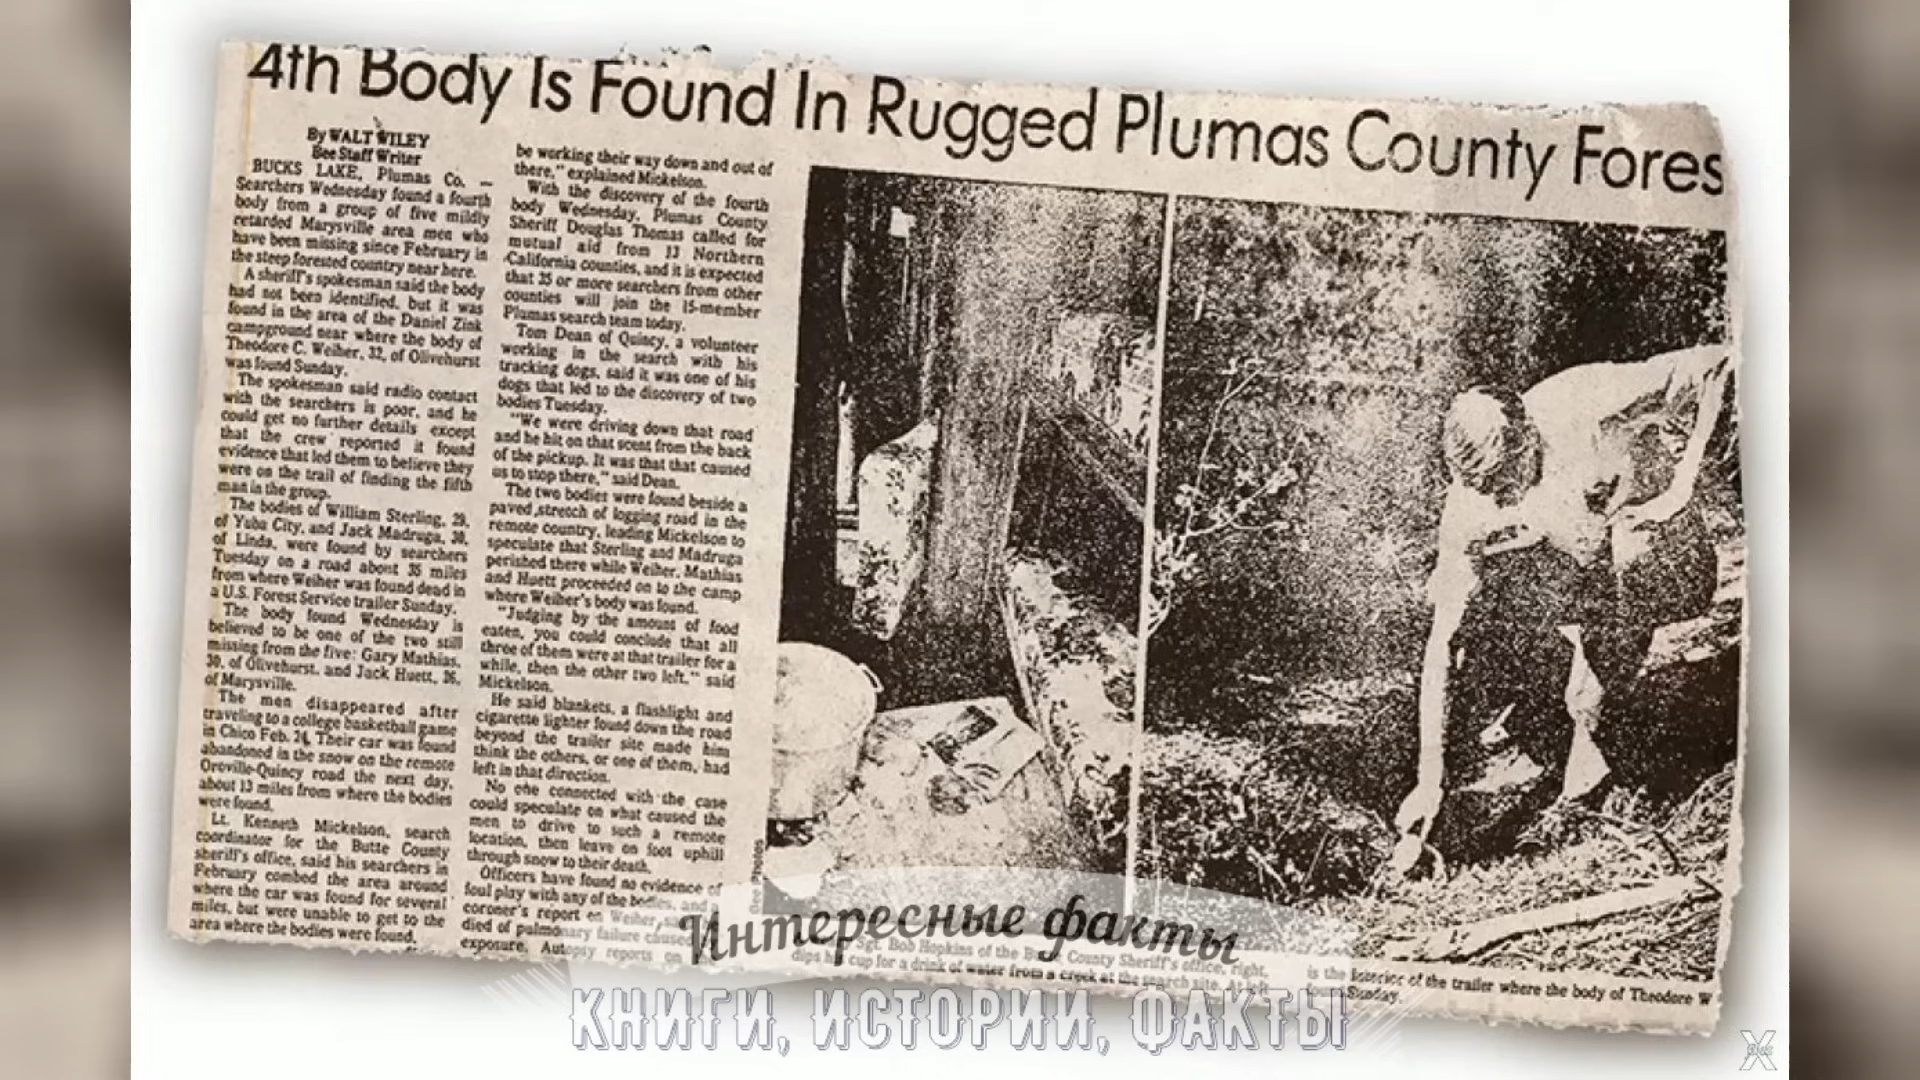 4th Body Is Found In Rugged Plumas County Fores
By WALT WILEY
Bee Staff Writer
BUCKS LAKE, Plumas Co. —
Searchers Wednesday found a fourth
body from a group of five mildly
retarded Marysville area men who
have been missing since February in
the steep forested country near here.
A sheriff's spokesman said the body
had not been identified, but it was
found in the area of the Daniel Zink
campground near where the body of
Theodore C. Weiher, 32, of Olivehurst
was found Sunday.
The spokesman said radio contact
with the searchers is poor, and he
could get no further details except
that the crew reported it found
evidence that led them to believe they
were on the trail of finding the fifth
man in the group.
The bodies of William Sterling, 29,
of Yuba City, and Jack Madruga, 30,
of Linda, were found by searchers
Tuesday on a road about 35 miles
from where Weiher was found dead in
a U.S. Forest Service trailer Sunday.
The body found Wednesday is
believed to be one of the two still
missing from the five: Gary Mathias,
30, of Olivehurst, and Jack Huett, 26,
of Marysville.
The men disappeared after
traveling to a college basketball game
in Chico Feb. 24. Their car was found
abandoned in the snow on the remote
Oroville-Quincy road the next day,
about 13 miles from where the bodies
were found.
Lt. Kenneth Mickelson, search
coordinator for the Butte County
sheriff's office, said his searchers in
February combed the area around
where the car was found for several
miles, but were unable to get to the
area where the bodies were found.
be working their way down and out of
there," explained Mickelson.
With the discovery of the fourth
body Wednesday, Plumas County
Sheriff Douglas Thomas called for
mutual aid from 13 Northern
California counties, and it is expected
that 35 or more searchers from other
counties will join the 15-member
Plumas search team today.
Tom Dean of Quincy, a volunteer
working in the search with his
tracking dogs, said it was one of his
dogs that led to the discovery of two
bodies Tuesday.
"We were driving down that road
and he hit on that scent from the back
of the pickup. It was that that caused
us to stop there," said Dean.
The two bodies were found beside a
paved stretch of logging road in the
remote country, leading Mickelson to
speculate that Sterling and Madruga
perished there while Weiher, Mathias
and Huett proceeded on to the camp
where Weiher's body was found.
"Judging by the amount of food
eaten, you could conclude that all
three of them were at that trailer for a
while, then the other two left," said
Mickelson.
He said blankets, a flashlight and
cigarette lighter found down the road
beyond the trailer site made him
think the others, or one of them, had
left in that direction.
No one connected with the case
could speculate on what caused the
men to drive to such a remote
location, then leave on foot uphill
through snow to their death.
Officers have found no evidence of
foul play with any of the bodies, and a
coroner's report on Weiher
died of pulmonary failure caused
exposure. Autopsy reports on
Bee Photos
Sgt. Bob Hopkins of the Butte County Sheriff's office, right,
dips his cup for a drink of water from a creek at the search site. At left
is the interior of the trailer where the body of Theodore W
found Sunday.
Интересные факты
КНИГИ, ИСТОРИИ, ФАКТЫ